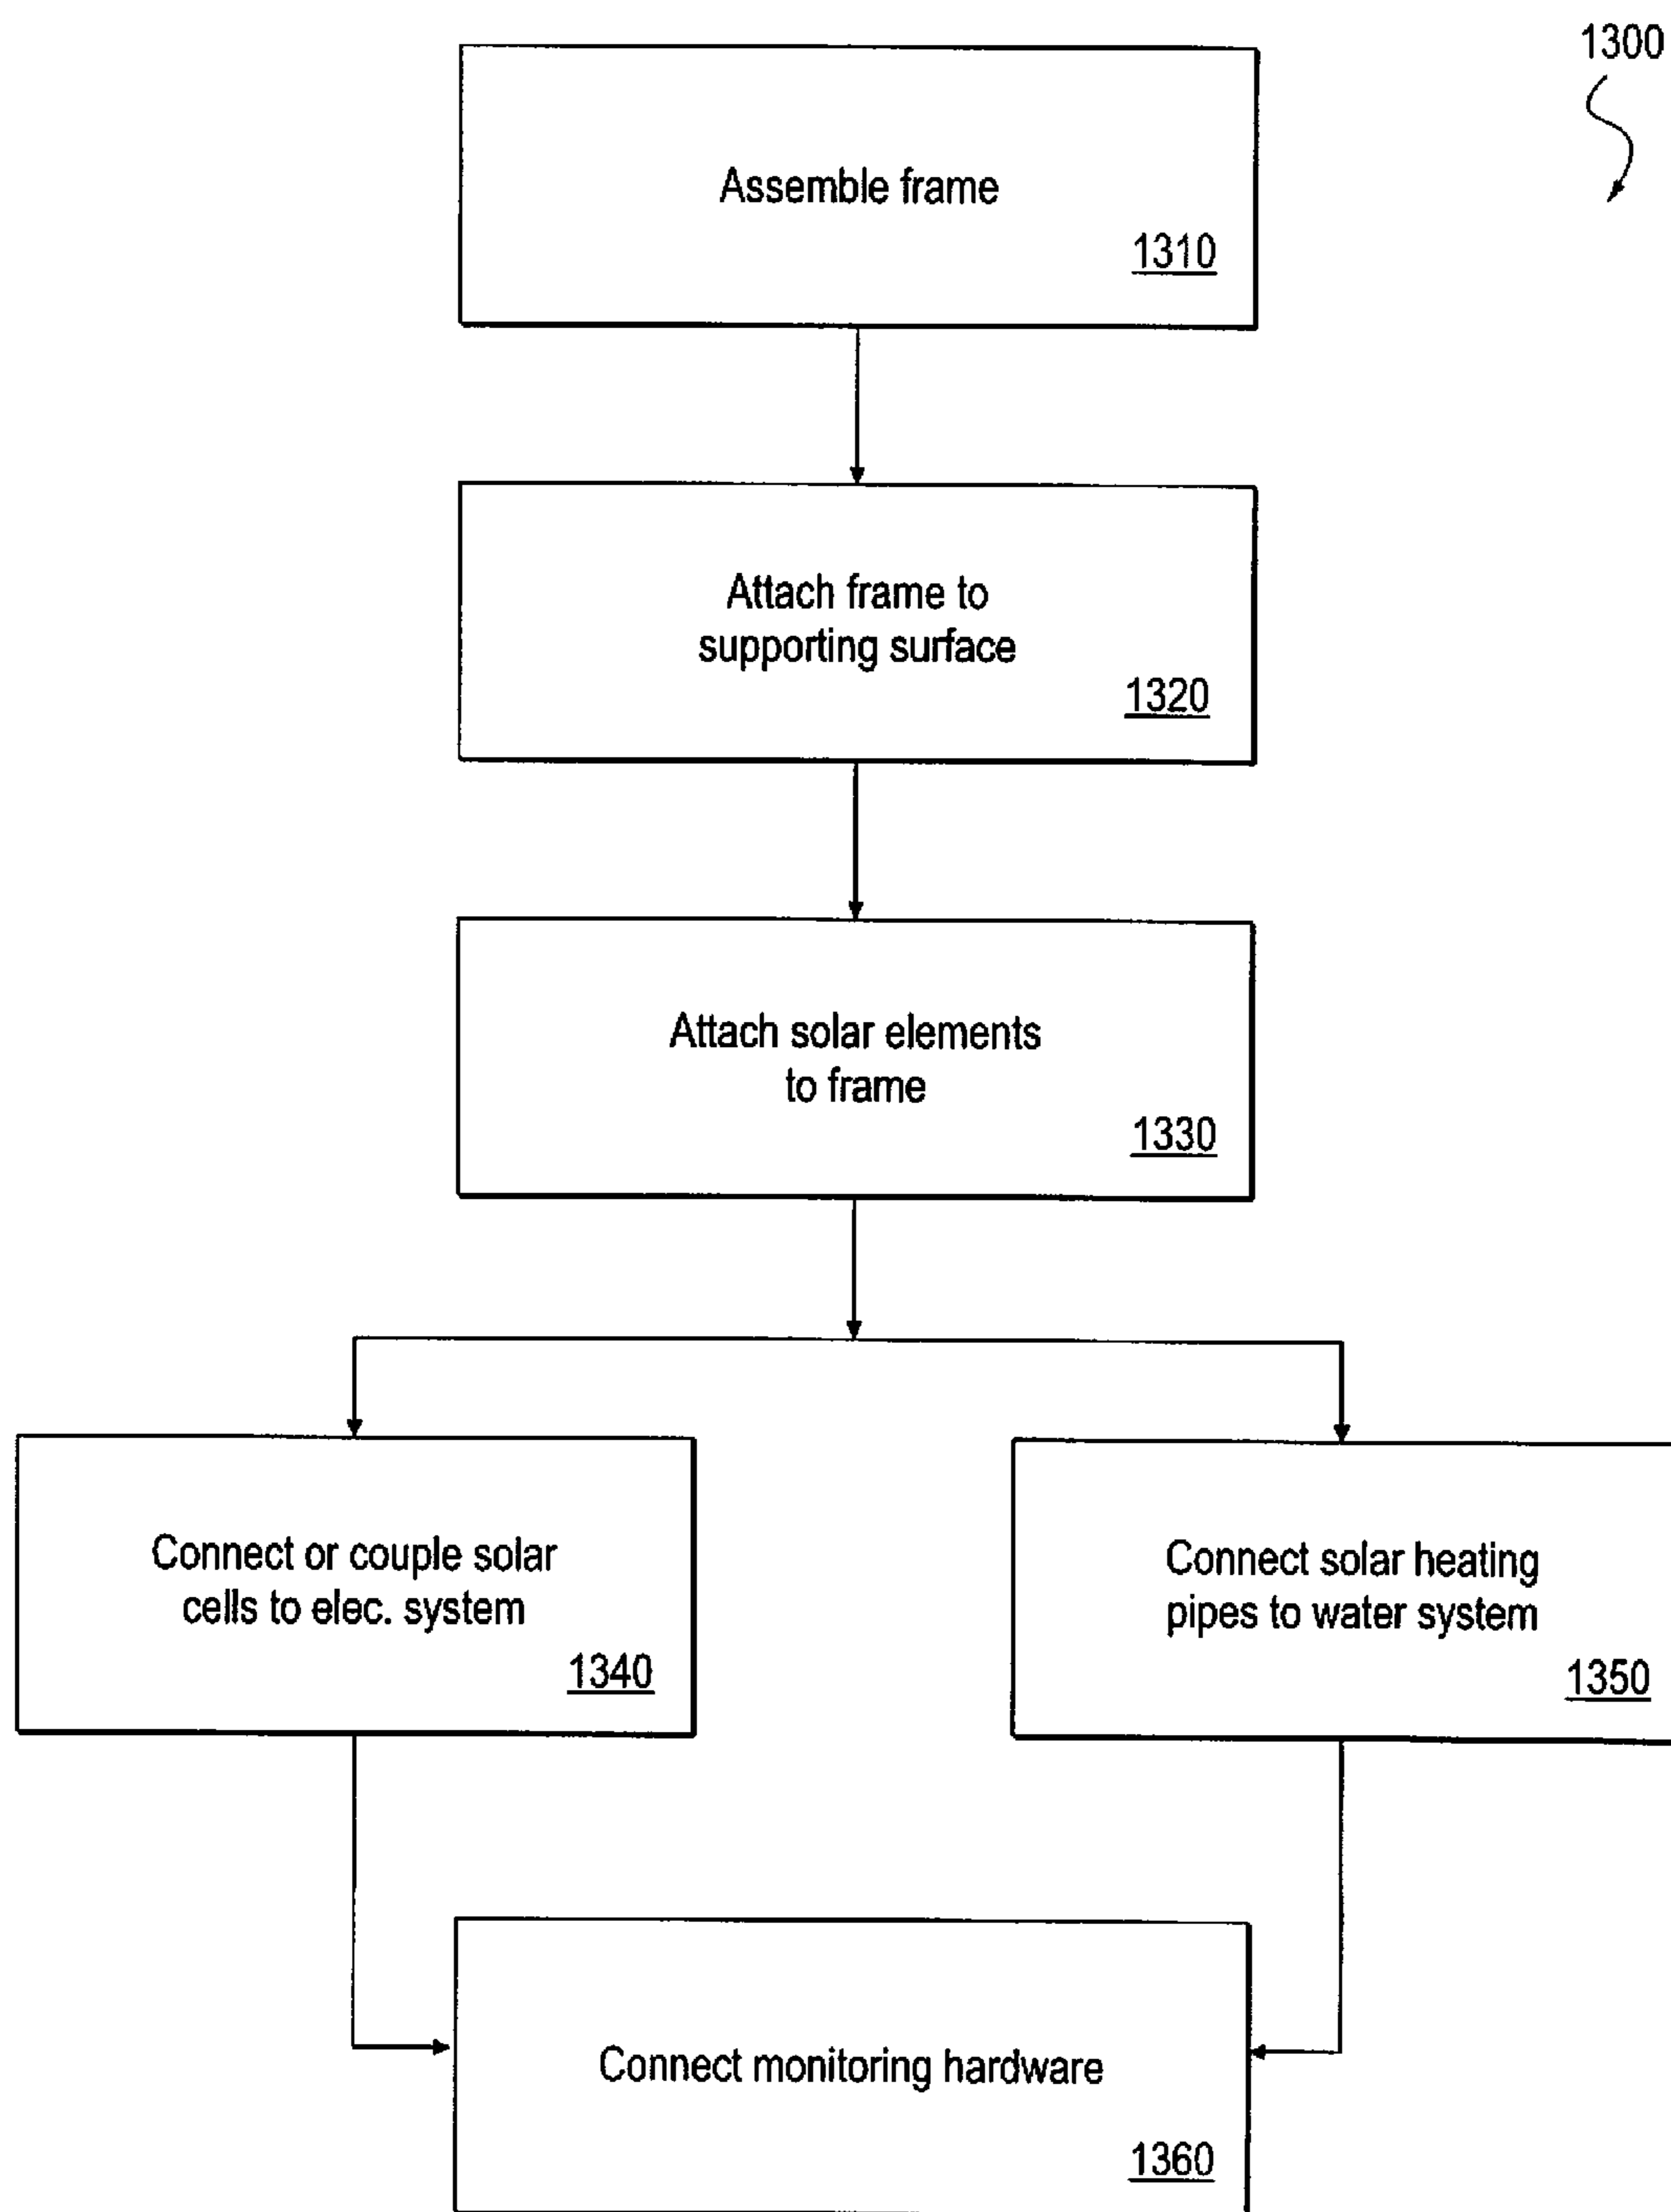 1300
Assemble frame
1310
Attach frame to
supporting surface
1320
Attach solar elements
to frame
1330
Connect or couple solar
cells to elec. system
1340
Connect solar heating
pipes to water system
1350
Connect monitoring hardware
1360